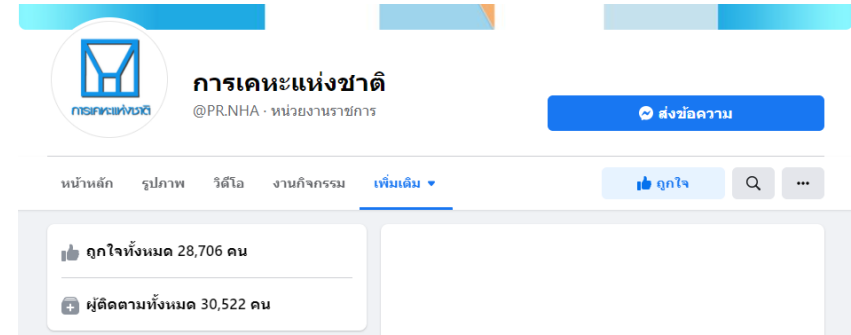 การเคหะแห่งชาติ
การเคหะแห่งชาติ
@PR.NHA · หน่วยงานราชการ
ส่งข้อความ
หน้าหลัก รูปภาพ วิดีโอ งานกิจกรรม เพิ่มเติม ถูกใจ
ถูกใจทั้งหมด 28,706 คน
ผู้ติดตามทั้งหมด 30,522 คน